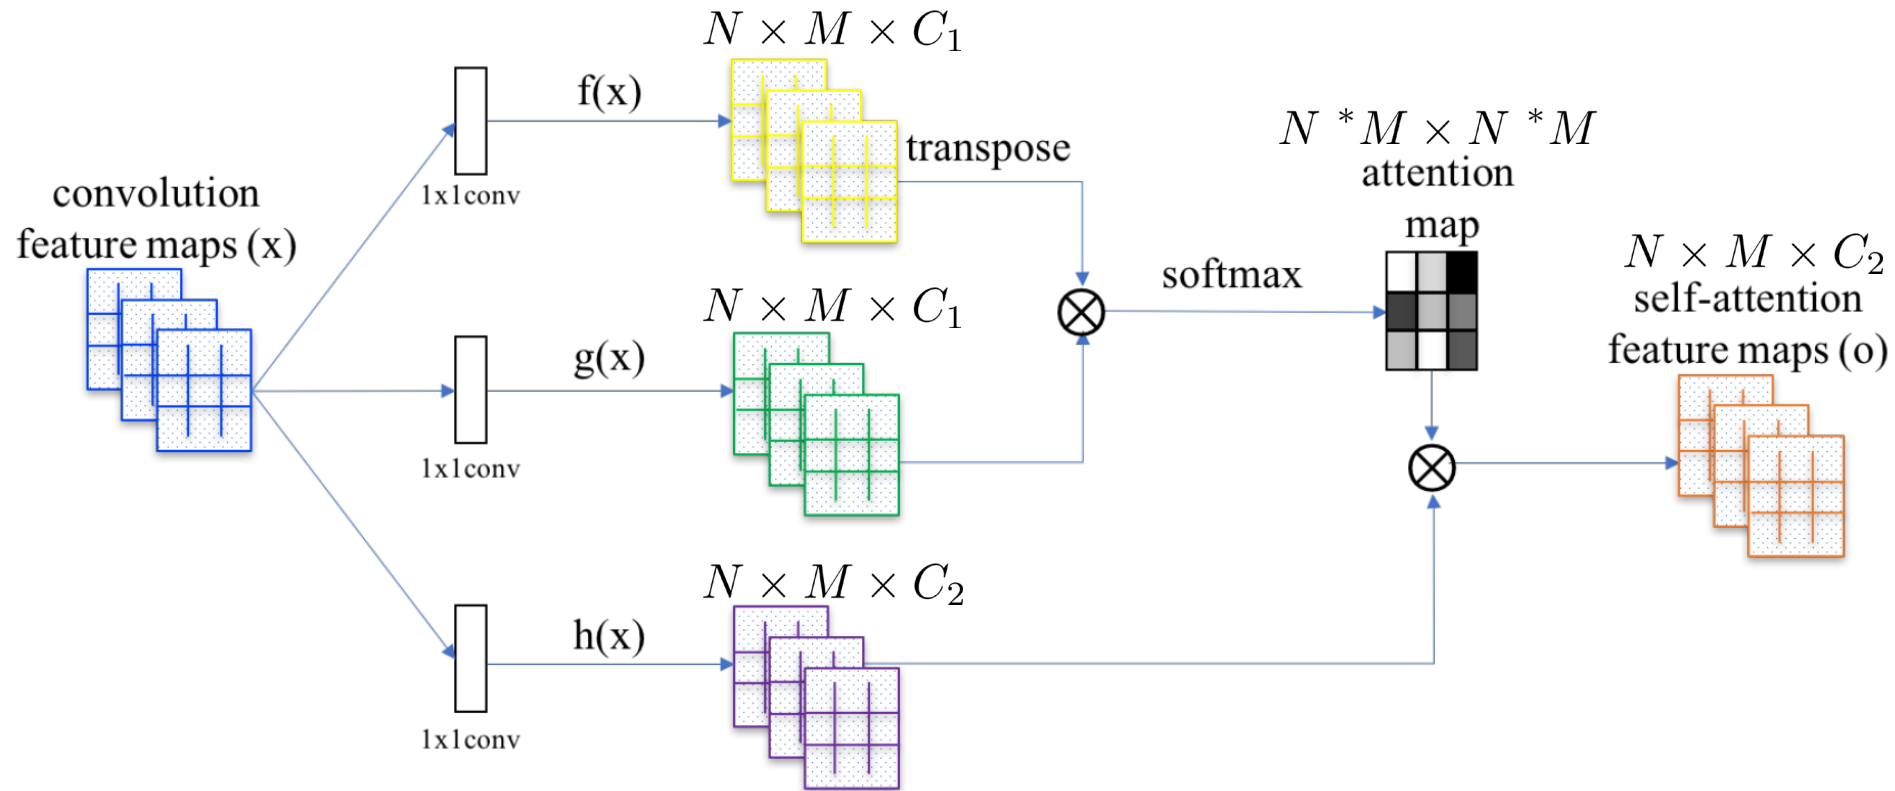 convolution
feature maps (x)
1x1conv
f(x)
N × M × C₁
transpose
1x1conv
g(x)
N × M × C₁
1x1conv
h(x)
N × M × C₂
softmax
N *M × N *M
attention
map
N × M × C₂
self-attention
feature maps (o)